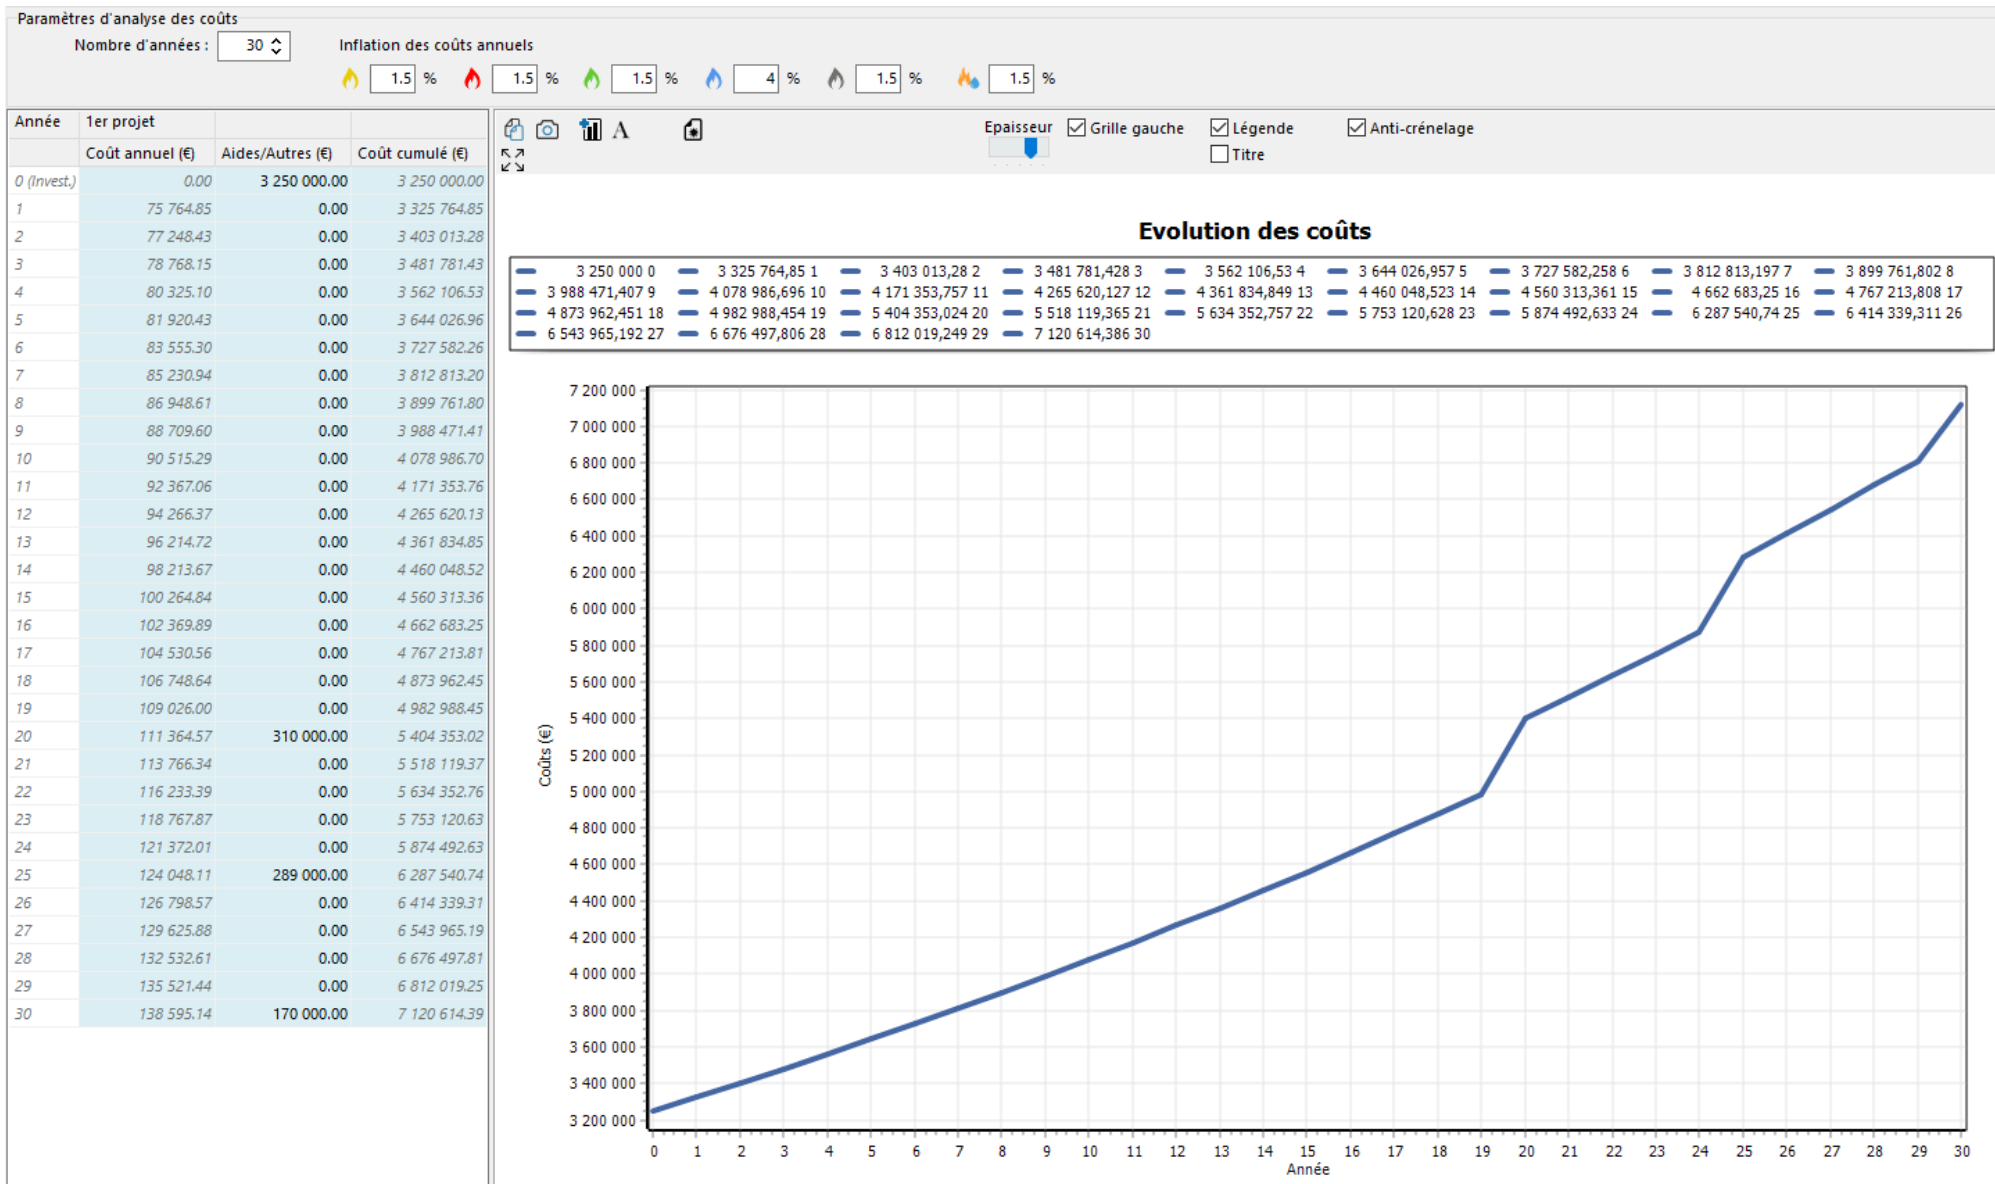 Paramètres d'analyse des coûts
Nombre d'années : 30 Inflation des coûts annuels
1.5 % 1.5 % 1.5 % 4 % 1.5 % 1.5 %
Année 1er projet
Coût annuel (€) Aides/Autres (€) Coût cumulé (€)
0 (Invest.) 0.00 3 250 000.00 3 250 000.00
1 75 764.85 0.00 3 325 764.85
2 77 248.43 0.00 3 403 013.28
3 78 768.15 0.00 3 481 781.43
4 80 325.10 0.00 3 562 106.53
5 81 920.43 0.00 3 644 026.96
6 83 555.30 0.00 3 727 582.26
7 85 230.94 0.00 3 812 813.20
8 86 948.61 0.00 3 899 761.80
9 88 709.60 0.00 3 988 471.41
10 90 515.29 0.00 4 078 986.70
11 92 367.06 0.00 4 171 353.76
12 94 266.37 0.00 4 265 620.13
13 96 214.72 0.00 4 361 834.85
14 98 213.67 0.00 4 460 048.52
15 100 264.84 0.00 4 560 313.36
16 102 369.89 0.00 4 662 683.25
17 104 530.56 0.00 4 767 213.81
18 106 748.64 0.00 4 873 962.45
19 109 026.00 0.00 4 982 988.45
20 111 364.57 310 000.00 5 404 353.02
21 113 766.34 0.00 5 518 119.37
22 116 233.39 0.00 5 634 352.76
23 118 767.87 0.00 5 753 120.63
24 121 372.01 0.00 5 874 492.63
25 124 048.11 289 000.00 6 287 540.74
26 126 798.57 0.00 6 414 339.31
27 129 625.88 0.00 6 543 965.19
28 132 532.61 0.00 6 676 497.81
29 135 521.44 0.00 6 812 019.25
30 138 595.14 170 000.00 7 120 614.39
A
Epaisseur Grille gauche Légende Anti-crénelage
Titre
Evolution des coûts
3 250 000 0 3 325 764,85 1 3 403 013,28 2 3 481 781,428 3 3 562 106,53 4 3 644 026,957 5 3 727 582,258 6 3 812 813,197 7 3 899 761,802 8
3 988 471,407 9 4 078 986,696 10 4 171 353,757 11 4 265 620,127 12 4 361 834,849 13 4 460 048,523 14 4 560 313,361 15 4 662 683,25 16 4 767 213,808 17
4 873 962,451 18 4 982 988,454 19 5 404 353,024 20 5 518 119,365 21 5 634 352,757 22 5 753 120,628 23 5 874 492,633 24 6 287 540,74 25 6 414 339,311 26
6 543 965,192 27 6 676 497,806 28 6 812 019,249 29 7 120 614,386 30
7 200 000
7 000 000
6 800 000
6 600 000
6 400 000
6 200 000
6 000 000
5 800 000
5 600 000
5 400 000
5 200 000
5 000 000
4 800 000
4 600 000
4 400 000
4 200 000
4 000 000
3 800 000
3 600 000
3 400 000
3 200 000
Coûts (€)
0 1 2 3 4 5 6 7 8 9 10 11 12 13 14 15 16 17 18 19 20 21 22 23 24 25 26 27 28 29 30
Année